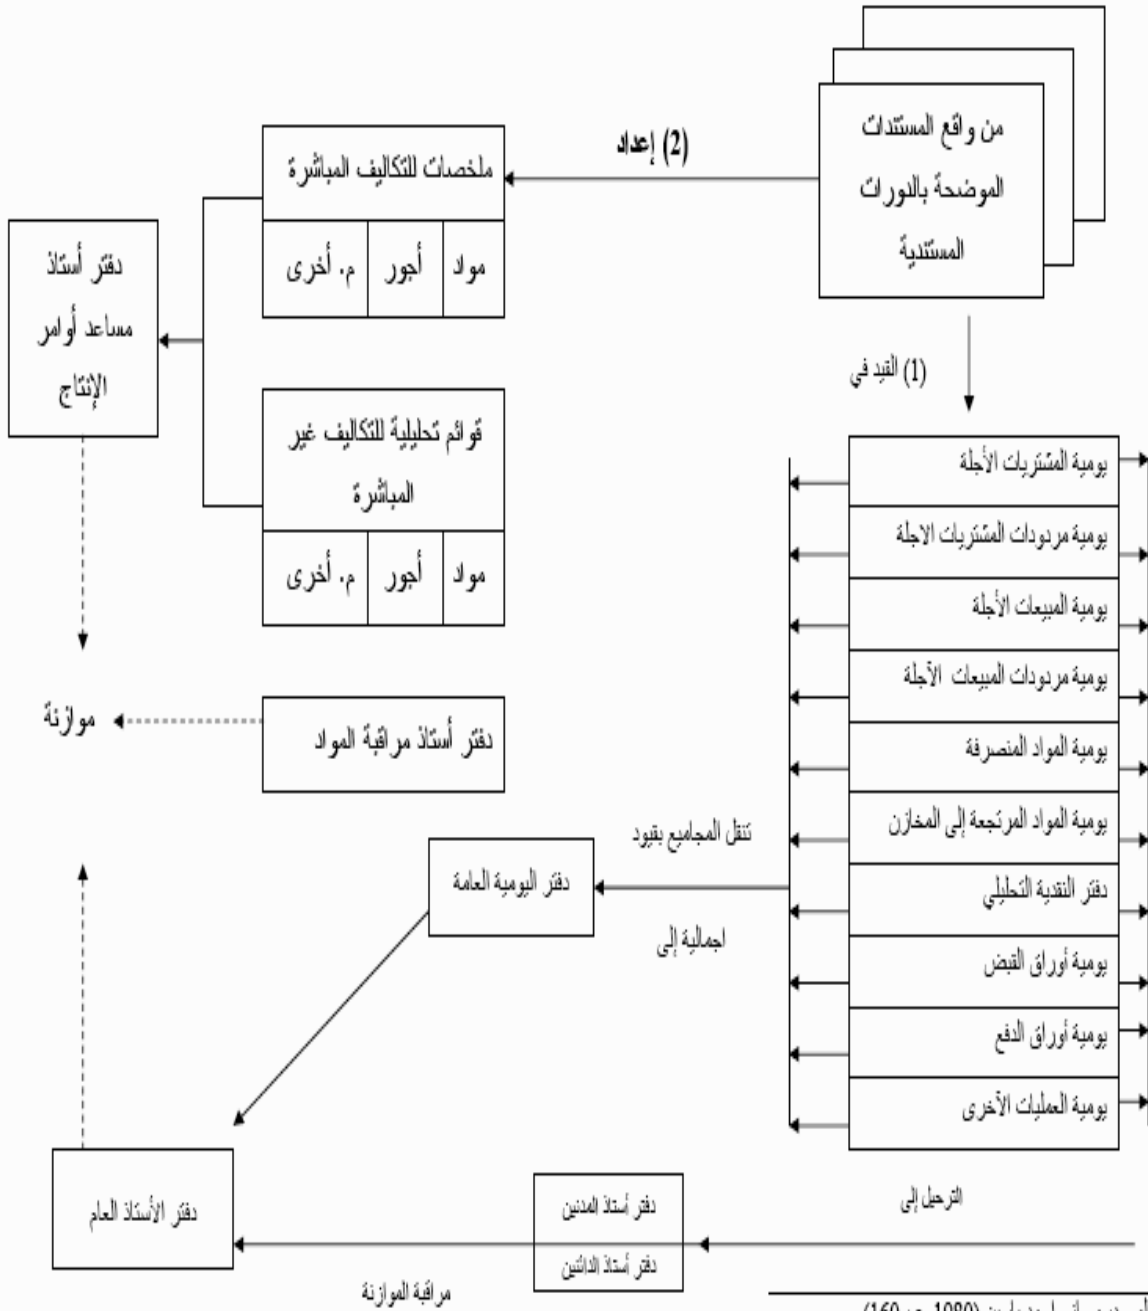 من واقع المستندات
الموضحة بالدورات
المستندية
(2) إعداد
ملخصات للتكاليف المباشرة
مواد أجور م. أخرى
دفتر أستاذ
مساعد أوامر
الإنتاج
(1) القيد في
قوائم تحليلية للتكاليف غير
المباشرة
مواد أجور م. أخرى
يومية المشتريات الأجلة
يومية مردودات المشتريات الاجلة
يومية المبيعات الأجلة
يومية مردودات المبيعات الآجلة
يومية المواد المنصرفة
يومية المواد المرتجعة إلى المخازن
دفتر النقدية التحليلي
يومية أوراق القبض
يومية أوراق الدفع
يومية العمليات الآخرى
دفتر أستاذ مراقبة المواد
موازنة
تنقل المجاميع بقيود
اجمالية إلى
دفتر اليومية العامة
الترحيل إلى
دفتر أستاذ المدنين
دفتر أستاذ الدائنين
دفتر الأستاذ العام
مراقبة الموازنة
(1980، ص 160)